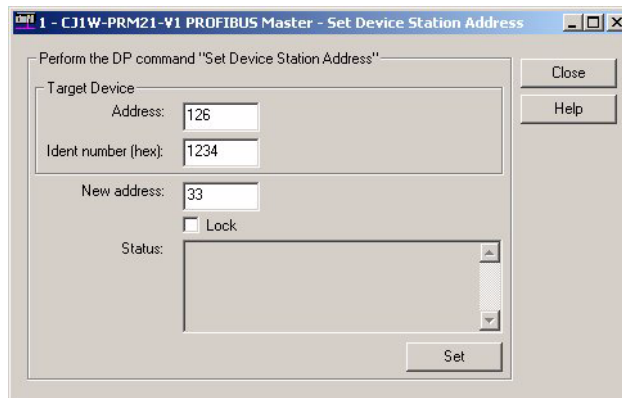 1 - CJ1W-PRM21-V1 PROFIBUS Master - Set Device Station Address
Perform the DP command "Set Device Station Address"
Close
Target Device
Address: 126
Help
Ident number (hex): 1234
New address: 33
Lock
Status:
Set